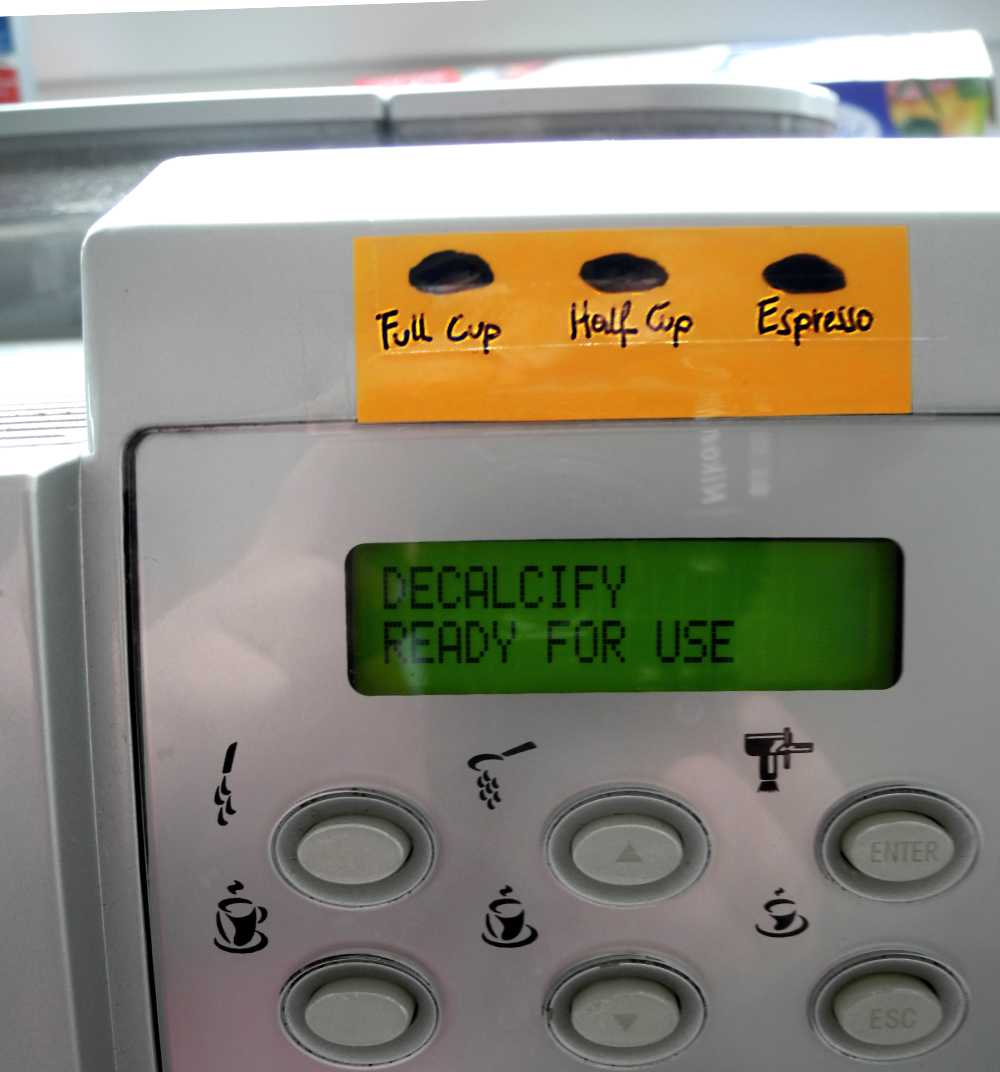 Full Cup Half Cup Espresso
DECALCIFY
READY FOR USE
ENTER
ESC